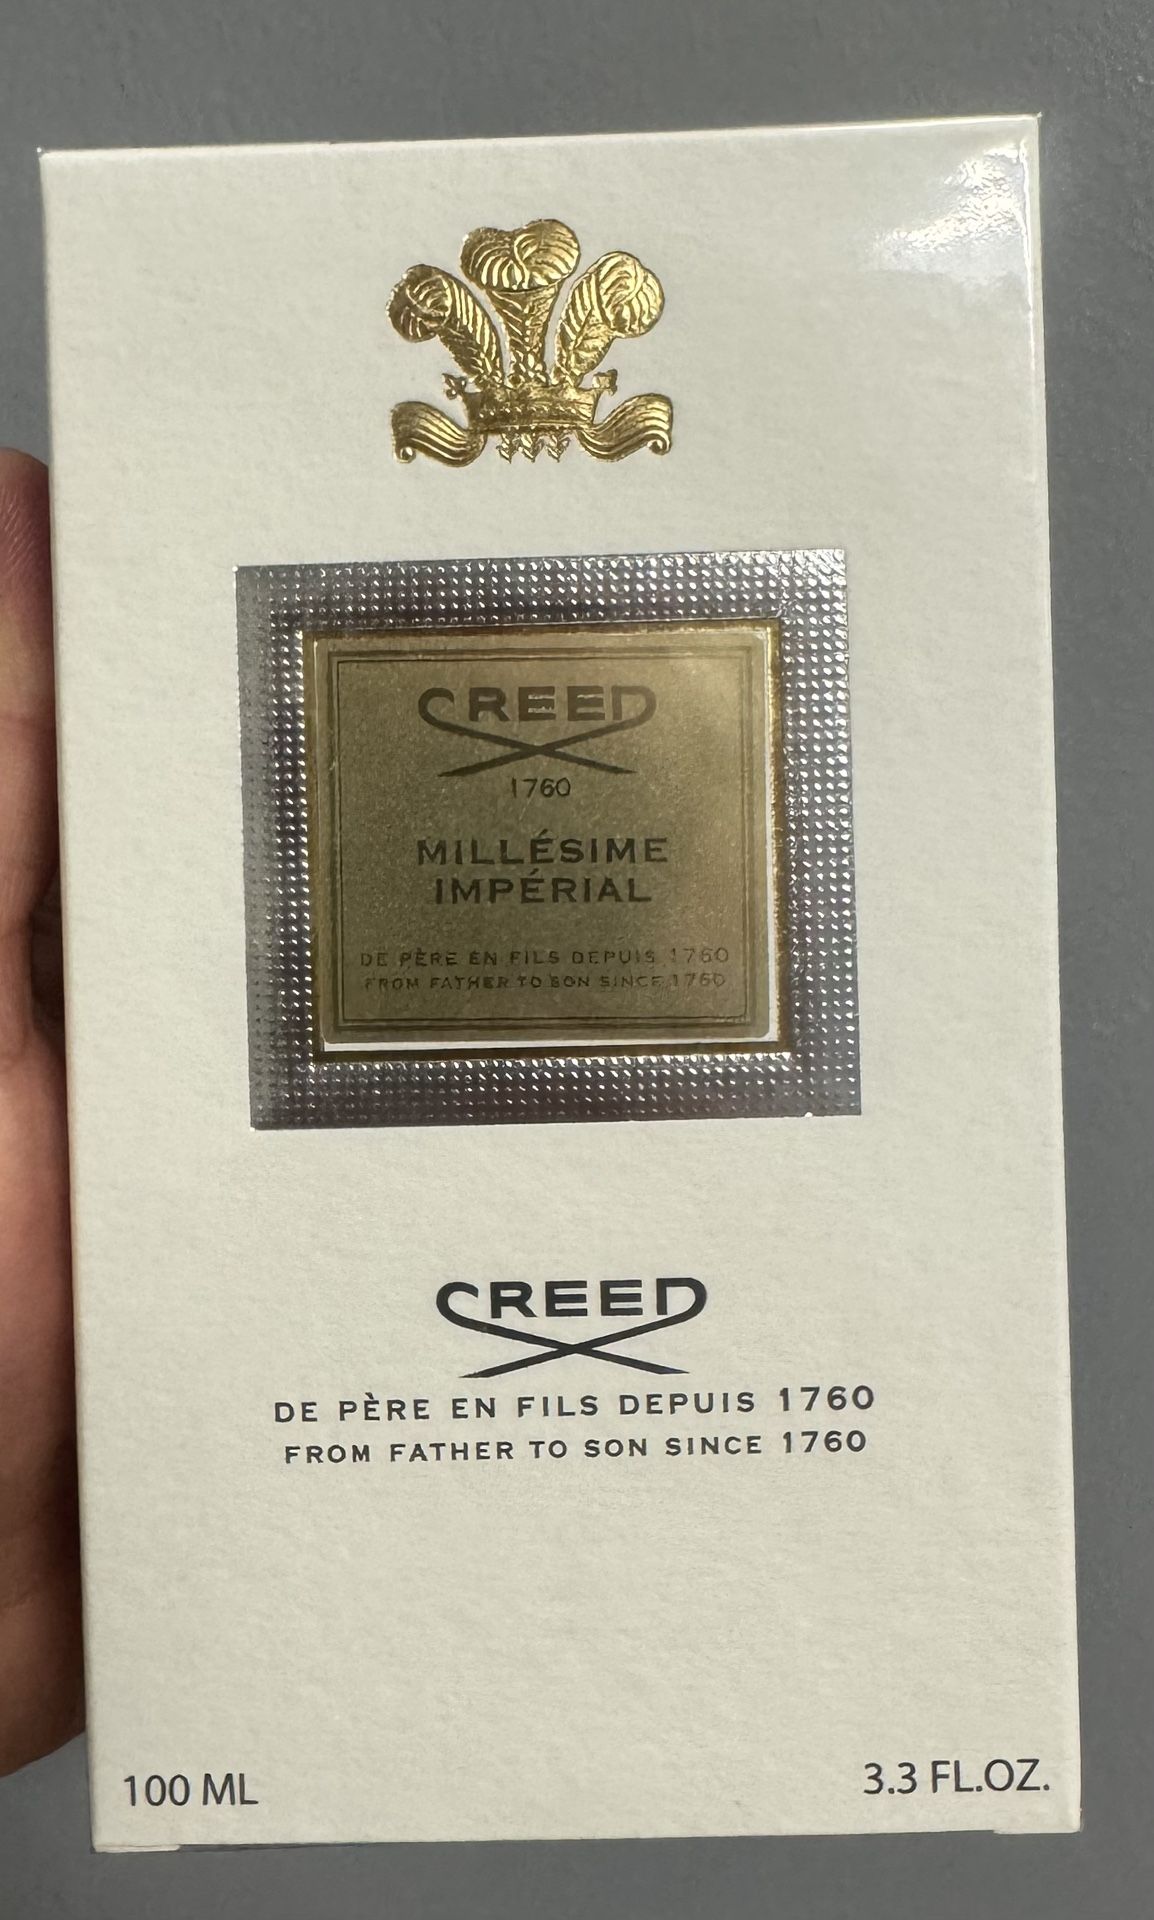 CREED
1760
MILLÉSIME
IMPÉRIAL
DE PÈRE EN FILS DEPUIS 1760
FROM FATHER TO SON SINCE 1760
CREED
DE PÈRE EN FILS DEPUIS 1760
FROM FATHER TO SON SINCE 1760
100 ML
3.3 FL.OZ.